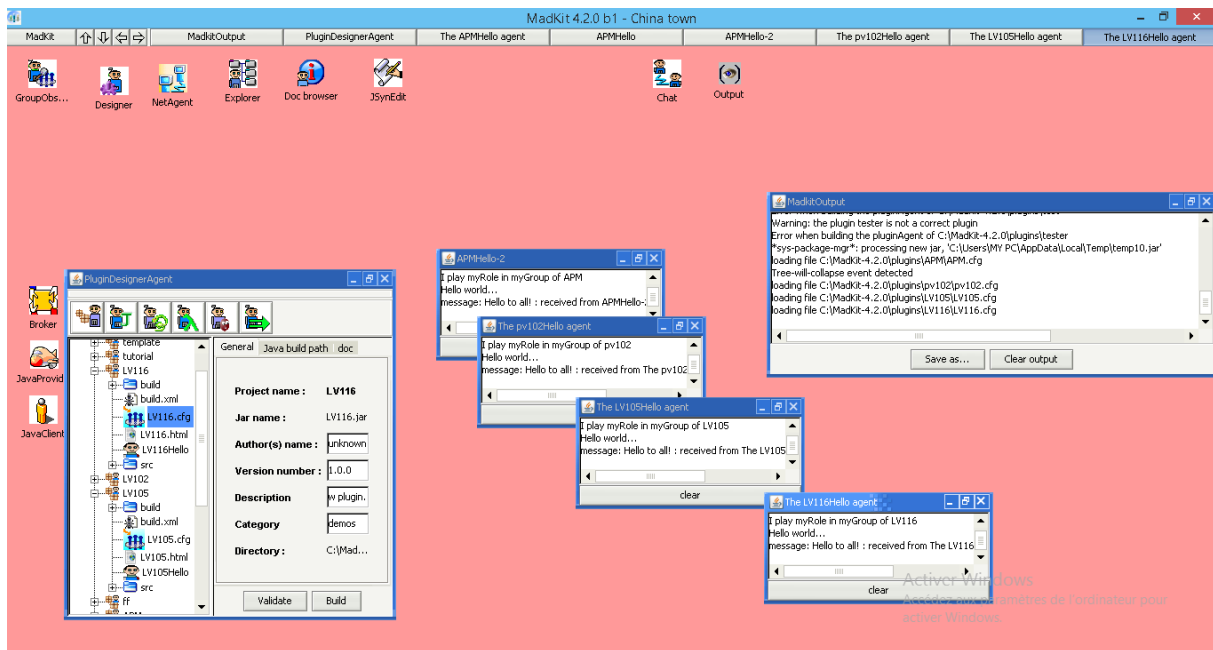 MadKit 4.2.0 b1 - China town
MadKit
MadkitOutput
PluginDesignerAgent
The APMHello agent
APMHello
APMHello-2
The pv102Hello agent
The LV105Hello agent
The LV116Hello agent
GroupObs...
Designer
NetAgent
Explorer
Doc browser
JSynEdit
Chat
Output
Broker
JavaProvid
JavaClient
MadkitOutput
Warning: the plugin tester is not a correct plugin
Error when building the pluginAgent of C:\MadKit-4.2.0\plugins\tester
*sys-package-mgr*: processing new jar, 'C:\Users\MY PC\AppData\Local\Temp\temp10.jar'
loading file C:\MadKit-4.2.0\plugins\APM\APM.cfg
Tree-will-collapse event detected
loading file C:\MadKit-4.2.0\plugins\pv102\pv102.cfg
loading file C:\MadKit-4.2.0\plugins\LV105\LV105.cfg
loading file C:\MadKit-4.2.0\plugins\LV116\LV116.cfg
Save as...
Clear output
PluginDesignerAgent
template
tutorial
LV116
build
build.xml
LV116.cfg
LV116.html
LV116Hello
src
LV102
LV105
build
build.xml
LV105.cfg
LV105.html
LV105Hello
src
ff
General
Java build path
doc
Project name : LV116
Jar name : LV116.jar
Author(s) name : unknown
Version number : 1.0.0
Description w plugin.
Category demos
Directory : C:\Mad...
Validate
Build
APMHello-2
I play myRole in myGroup of APM
Hello world...
message: Hello to all! : received from APMHello-
The pv102Hello agent
I play myRole in myGroup of pv102
Hello world...
message: Hello to all! : received from The pv102
The LV105Hello agent
I play myRole in myGroup of LV105
Hello world...
message: Hello to all! : received from The LV105
clear
The LV116Hello agent
I play myRole in myGroup of LV116
Hello world...
message: Hello to all! : received from The LV116
clear
Activer Windows
Accédez aux paramètres de l'ordinateur pour
activer Windows.